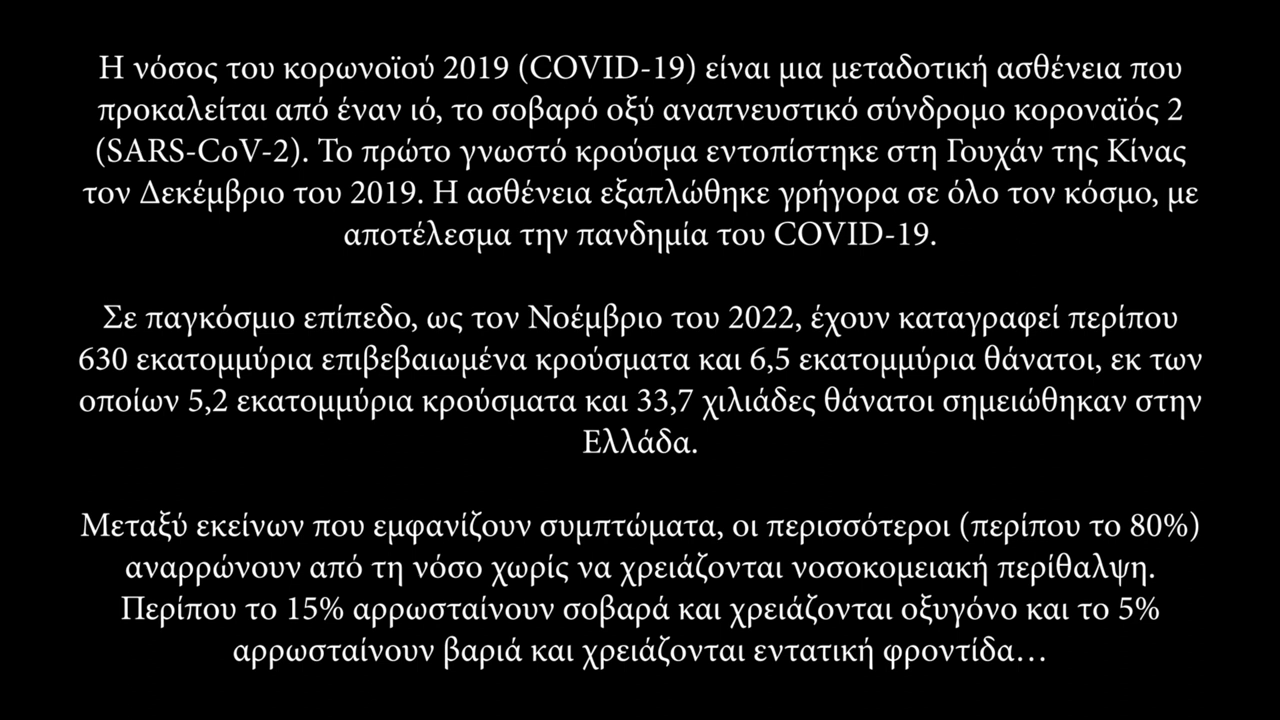 Η νόσος του κορωνοϊού 2019 (COVID-19) είναι μια μεταδοτική ασθένεια που
προκαλείται από έναν ιό, το σοβαρό οξύ αναπνευστικό σύνδρομο κοροναϊός 2
(SARS-CoV-2). Το πρώτο γνωστό κρούσμα εντοπίστηκε στη Γουχάν της Κίνας
τον Δεκέμβριο του 2019. Η ασθένεια εξαπλώθηκε γρήγορα σε όλο τον κόσμο, με
αποτέλεσμα την πανδημία του COVID-19.
Σε παγκόσμιο επίπεδο, ως τον Νοέμβριο του 2022, έχουν καταγραφεί περίπου
630 εκατομμύρια επιβεβαιωμένα κρούσματα και 6,5 εκατομμύρια θάνατοι, εκ των
οποίων 5,2 εκατομμύρια κρούσματα και 33,7 χιλιάδες θάνατοι σημειώθηκαν στην
Ελλάδα.
Μεταξύ εκείνων που εμφανίζουν συμπτώματα, οι περισσότεροι (περίπου το 80%)
αναρρώνουν από τη νόσο χωρίς να χρειάζονται νοσοκομειακή περίθαλψη.
Περίπου το 15% αρρωσταίνουν σοβαρά και χρειάζονται οξυγόνο και το 5%
αρρωσταίνουν βαριά και χρειάζονται εντατική φροντίδα…